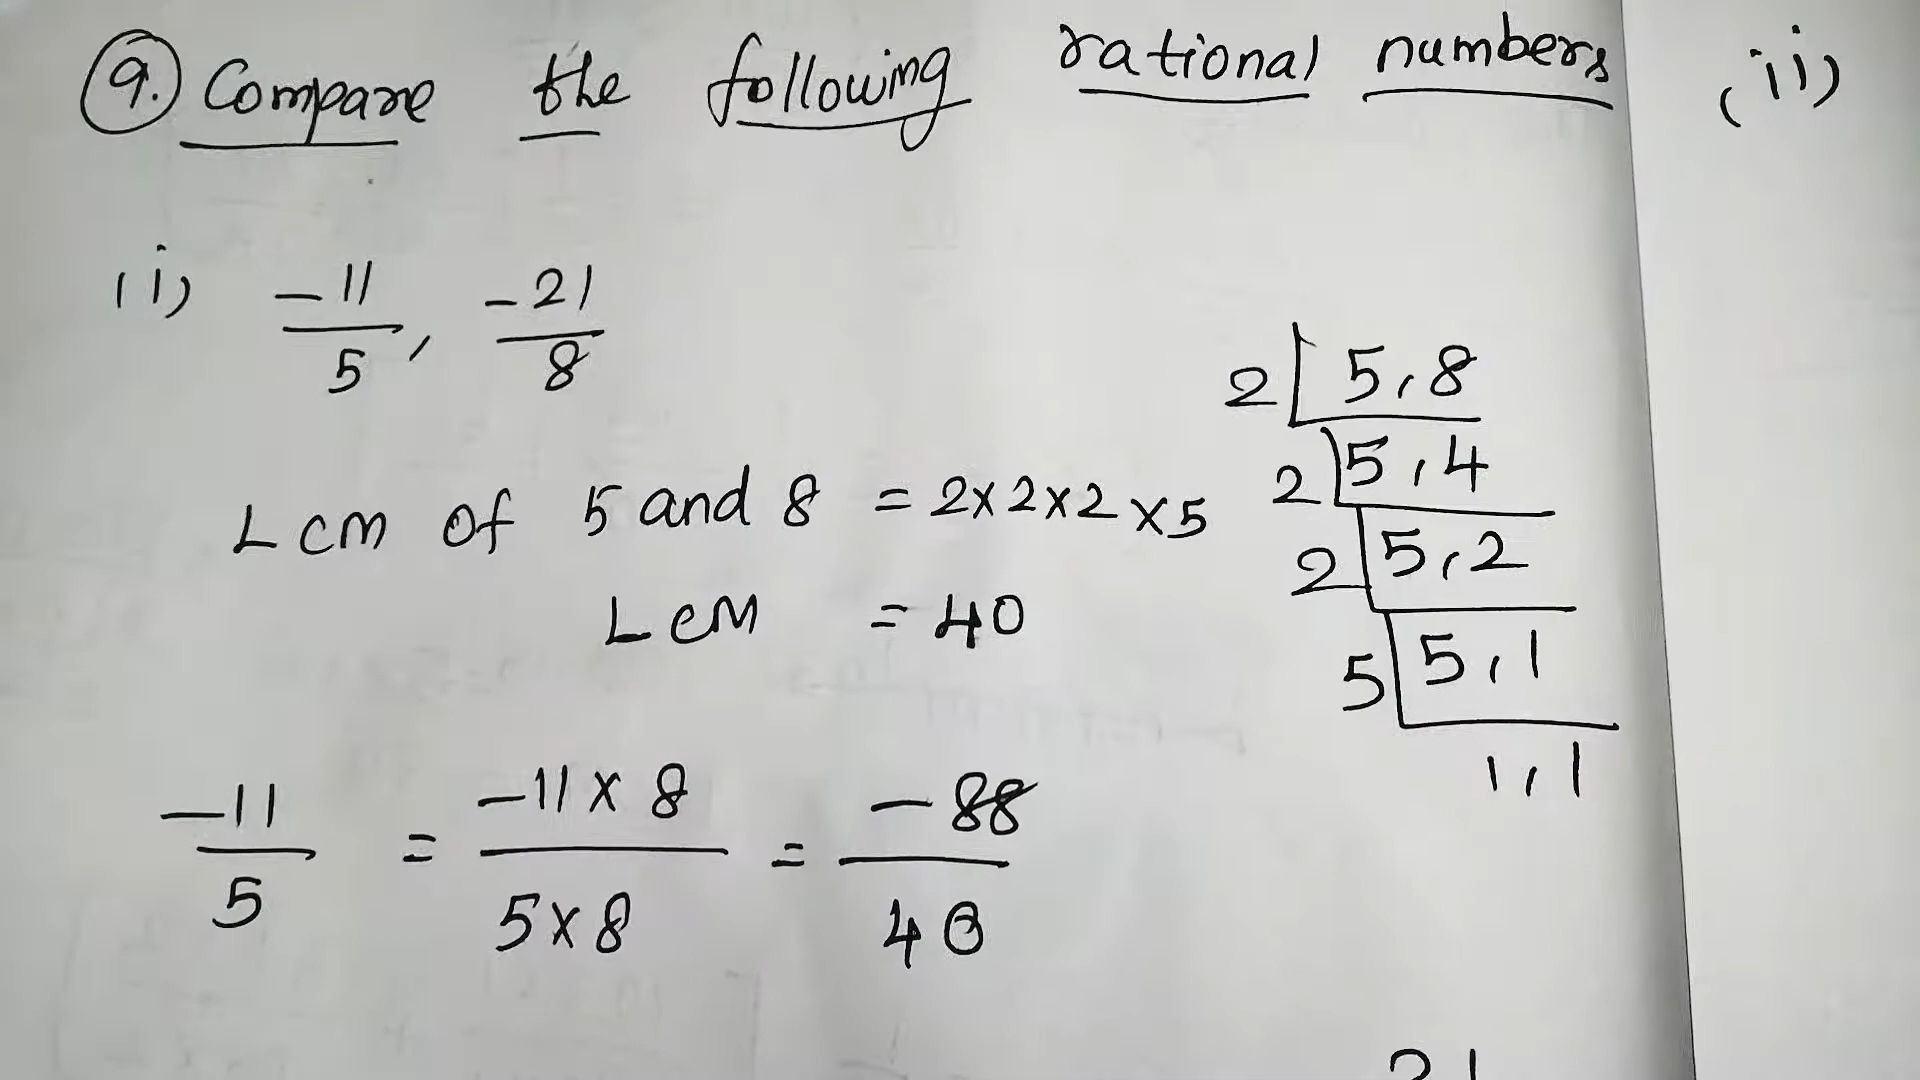 9. Compare the following rational numbers
(i) -11/5, -21/8
LCM of 5 and 8 = 2×2×2×5
LCM = 40
2 | 5, 8
2 | 5, 4
2 | 5, 2
5 | 5, 1
1, 1
-11/5 = -11×8/5×8 = -88/40
21
(ii)